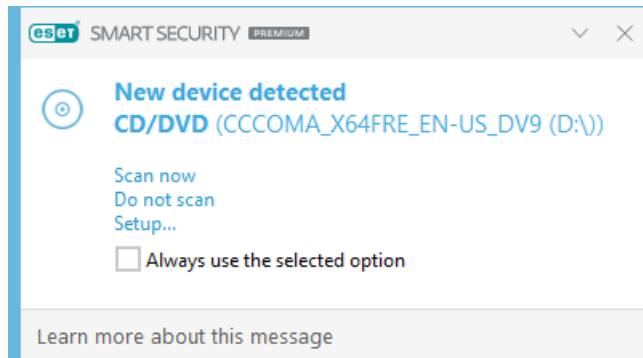 eset SMART SECURITY PREMIUM
New device detected
CD/DVD (CCCOMA_X64FRE_EN-US_DV9 (D:\))
Scan now
Do not scan
Setup...
Always use the selected option
Learn more about this message